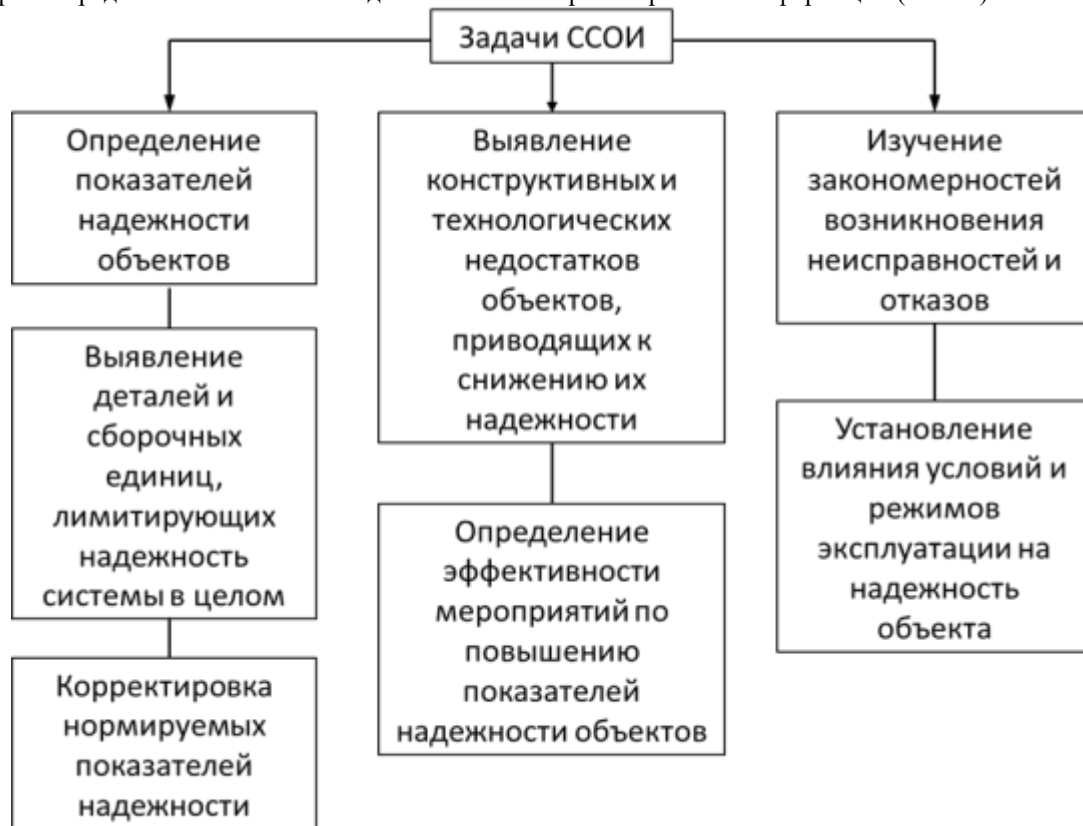 Задачи ССОИ
Определение
показателей
надежности
объектов
Выявление
деталей и
сборочных
единиц,
лимитирующих
надежность
системы в целом
Корректировка
нормируемых
показателей
надежности
Выявление
конструктивных и
технологических
недостатков
объектов,
приводящих к
снижению их
надежности
Определение
эффективности
мероприятий по
повышению
показателей
надежности объектов
Изучение
закономерностей
возникновения
неисправностей и
отказов
Установление
влияния условий и
режимов
эксплуатации на
надежность
объекта